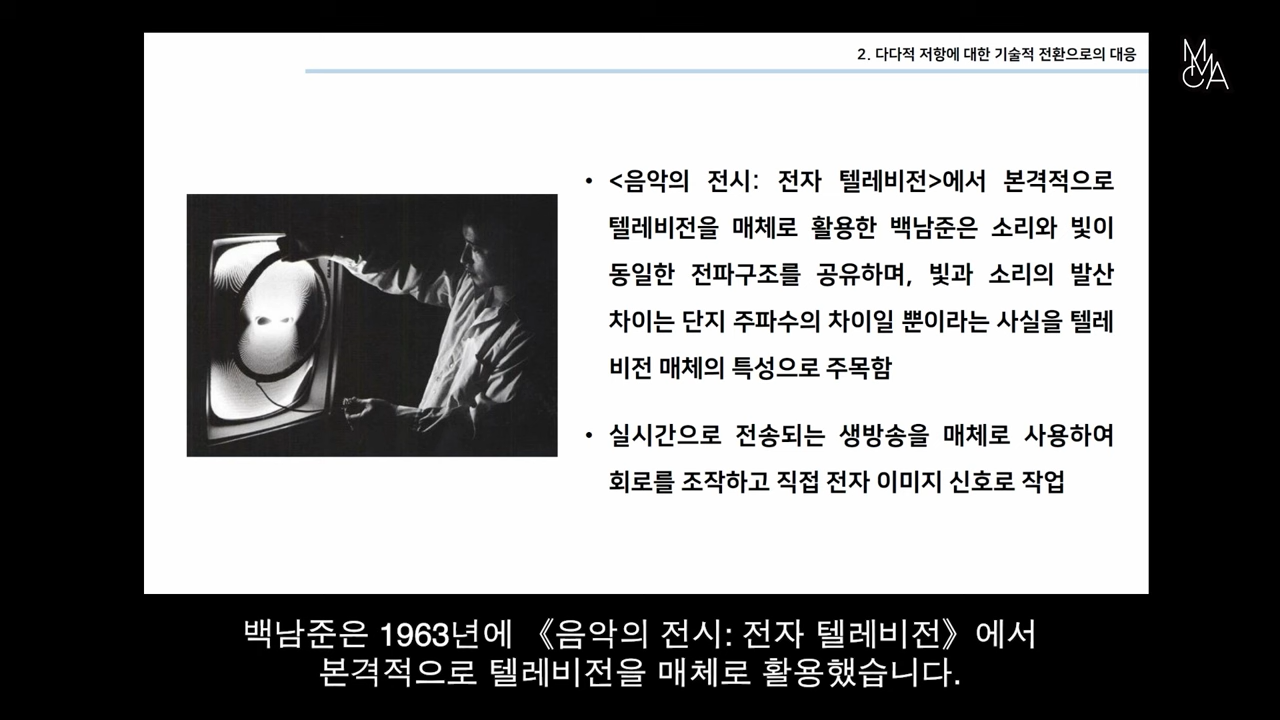 2. 다다적 저항에 대한 기술적 전환으로의 대응
MMCA
• <음악의 전시: 전자 텔레비전>에서 본격적으로
텔레비전을 매체로 활용한 백남준은 소리와 빛이
동일한 전파구조를 공유하며, 빛과 소리의 발산
차이는 단지 주파수의 차이일 뿐이라는 사실을 텔레
비전 매체의 특성으로 주목함
• 실시간으로 전송되는 생방송을 매체로 사용하여
회로를 조작하고 직접 전자 이미지 신호로 작업
백남준은 1963년에 《음악의 전시: 전자 텔레비전》에서
본격적으로 텔레비전을 매체로 활용했습니다.